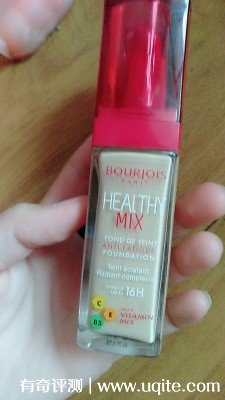 BOURJOIS
PARIS
HEALTHY
MIX
FOND DE TEINT
ANTI-FATIGUE
FOUNDATION
Teint éclatant
Radiant complexion
16H
C
E
B5
VITAMIN
MIX
有奇评测 | www.uqite.com